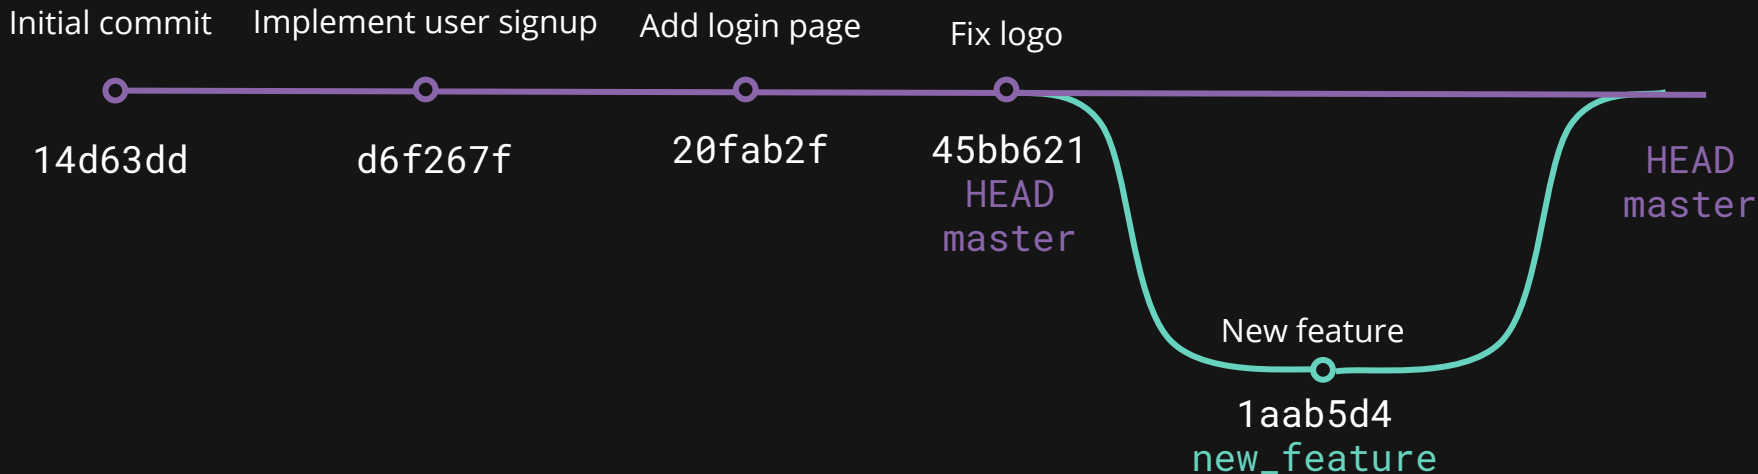 Initial commit
Implement user signup
Add login page
Fix logo
14d63dd
d6f267f
20fab2f
45bb621
HEAD
master
HEAD
master
New feature
1aab5d4
new_feature